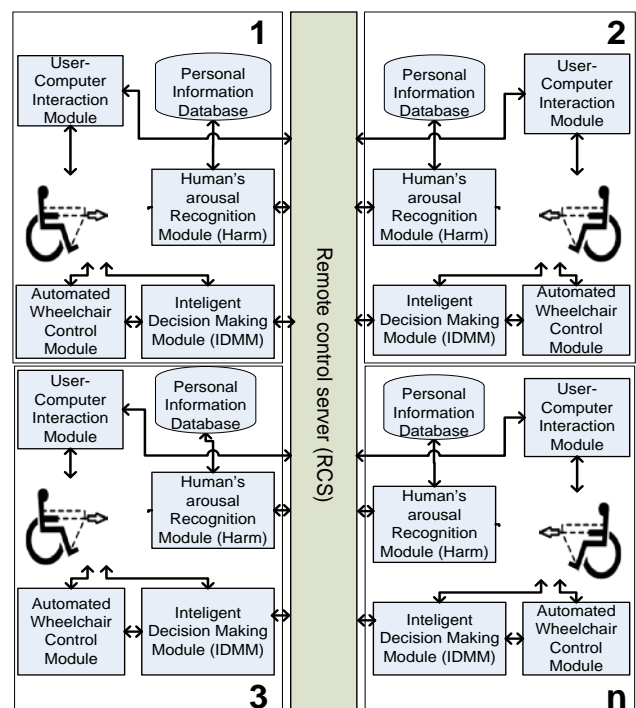 1
User-
Computer
Interaction
Module
Personal
Information
Database
Human's
arousal
Recognition
Module (Harm)
Automated
Wheelchair
Control
Module
Inteligent
Decision Making
Module (IDMM)
Remote control server (RCS)
2
Personal
Information
Database
User-
Computer
Interaction
Module
Human's
arousal
Recognition
Module (Harm)
Inteligent
Decision Making
Module (IDMM)
Automated
Wheelchair
Control
Module
User-
Computer
Interaction
Module
Personal
Information
Database
Human's
arousal
Recognition
Module (Harm)
Automated
Wheelchair
Control
Module
Inteligent
Decision Making
Module (IDMM)
3
Personal
Information
Database
User-
Computer
Interaction
Module
Human's
arousal
Recognition
Module (Harm)
Inteligent
Decision Making
Module (IDMM)
Automated
Wheelchair
Control
Module
n